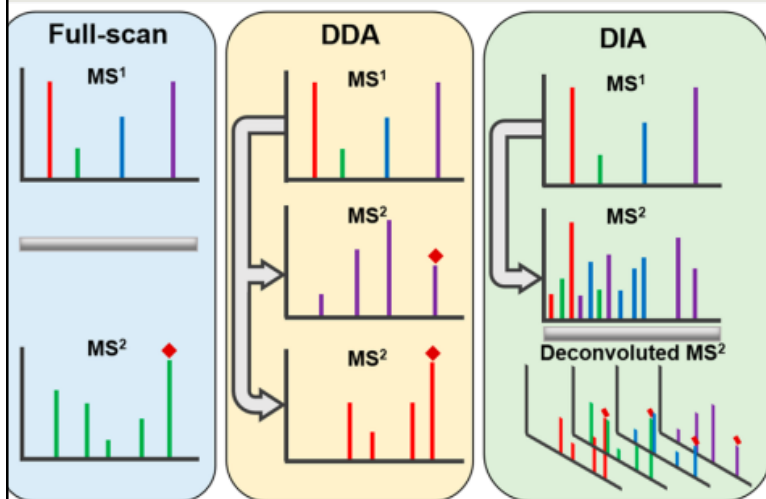 Full-scan
MS¹
MS²
DDA
MS¹
MS²
MS²
DIA
MS¹
MS²
Deconvoluted MS²